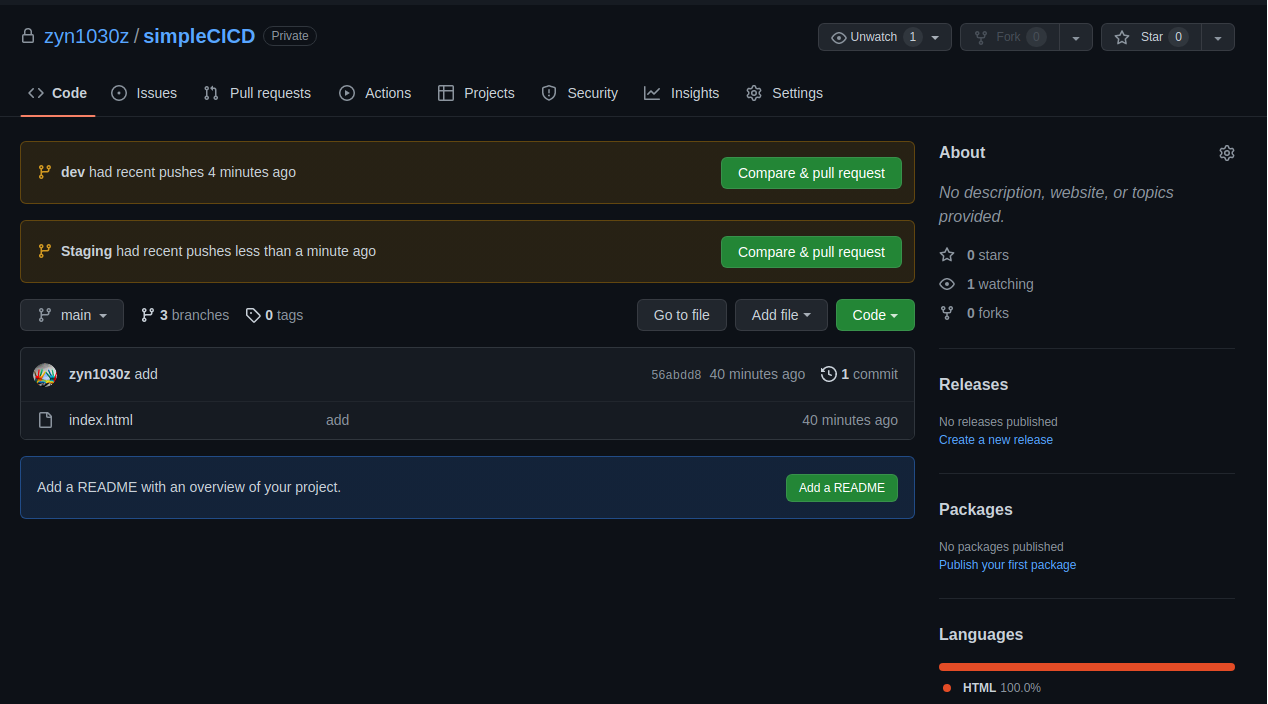 zyn1030z / simpleCICD Private
Unwatch 1
Fork 0
Star 0
Code Issues Pull requests Actions Projects Security Insights Settings
dev had recent pushes 4 minutes ago
Compare & pull request
Staging had recent pushes less than a minute ago
Compare & pull request
main 3 branches 0 tags
Go to file Add file Code
zyn1030z add 56abdd8 40 minutes ago 1 commit
index.html add 40 minutes ago
Add a README with an overview of your project.
Add a README
About
No description, website, or topics
provided.
0 stars
1 watching
0 forks
Releases
No releases published
Create a new release
Packages
No packages published
Publish your first package
Languages
HTML 100.0%